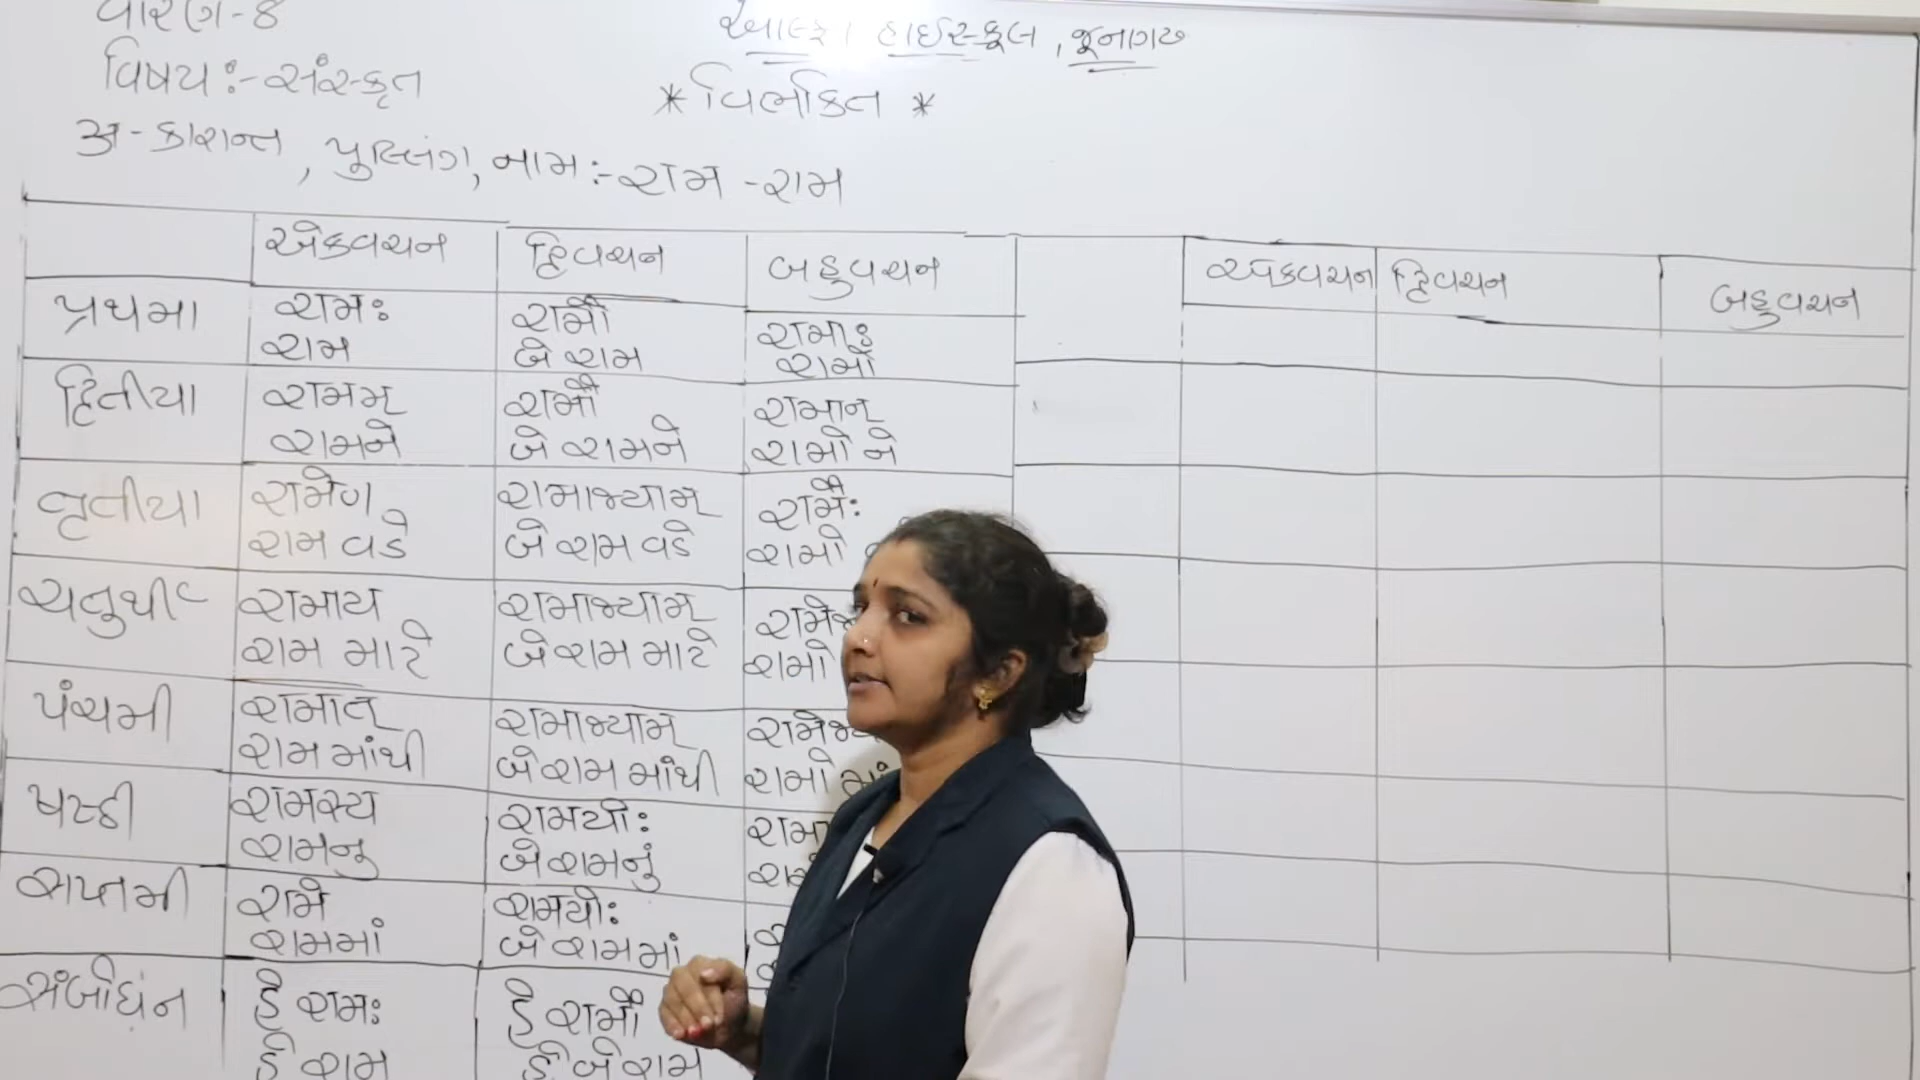 ધોરણ-8
વિષય:-સંસ્કૃત
આલ્ફા હાઈસ્કૂલ, જૂનાગઢ
* વિભકિત *
अ-કારાન્ત, પુલ્લિંગ, નામ:-રામ -રામ
એકવચન દ્વિવચન બહુવચન
પ્રથમા રામઃ રામૌ રામાઃ
રામ બે રામ રામો
દ્વિતીયા રામમ્ રામૌ રામાન્
રામને બે રામને રામો ને
તૃતીયા રામેણ રામાભ્યામ્ રામૈઃ
રામ વડે બે રામ વડે રામો
ચતુર્થી રામાય રામાભ્યામ્
રામ માટે બે રામ માટે રામો
પંચમી રામાત્ રામાભ્યામ્
રામ માંથી બે રામ માંથી રામો
ષષ્ઠી રામસ્ય રામયોઃ
રામનુ બે રામનું
સપ્તમી રામે રામયોઃ
રામમાં બે રામમાં
સંબોધન હે રામઃ હે રામૌ
હે રામ હે બે રામ
એકવચન દ્વિવચન બહુવચન